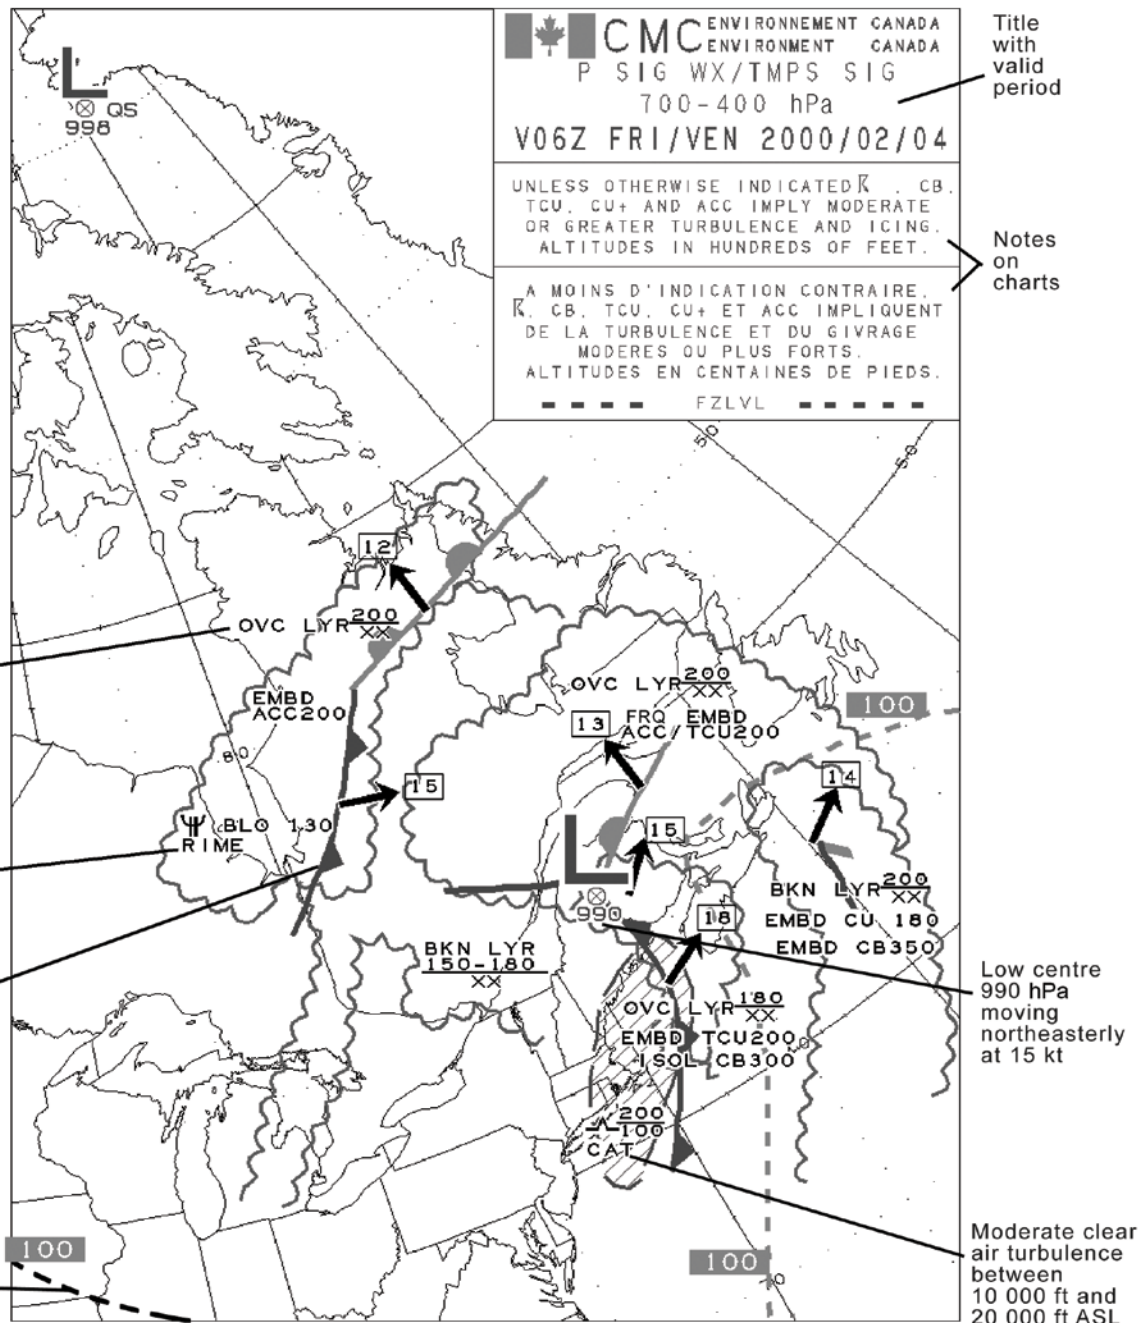 CMC ENVIRONNEMENT CANADA
ENVIRONMENT CANADA
P SIG WX/TMPS SIG
700-400 hPa
V06Z FRI/VEN 2000/02/04
UNLESS OTHERWISE INDICATED , CB,
TCU, CU+ AND ACC IMPLY MODERATE
OR GREATER TURBULENCE AND ICING.
ALTITUDES IN HUNDREDS OF FEET.
A MOINS D'INDICATION CONTRAIRE,
, CB, TCU, CU+ ET ACC IMPLIQUENT
DE LA TURBULENCE ET DU GIVRAGE
MODERES OU PLUS FORTS.
ALTITUDES EN CENTAINES DE PIEDS.
FZLVL
Title
with
valid
period
Notes
on
charts
L
QS
998
50
50
12
OVC LYR 200
XX
EMBD
ACC200
80
15
BLO 130
RIME
OVC LYR 200
XX
FRQ EMBD
ACC/TCU200
13
100
14
15
L
990
18
BKN LYR 200
XX
EMBD CU 180
EMBD CB350
BKN LYR
150-180
XX
OVC LYR 180
XX
EMBD TCU200
ISOL CB300
200
100
CAT
Low centre
990 hPa
moving
northeasterly
at 15 kt
Moderate clear
air turbulence
between
10 000 ft and
20 000 ft ASL
100
100